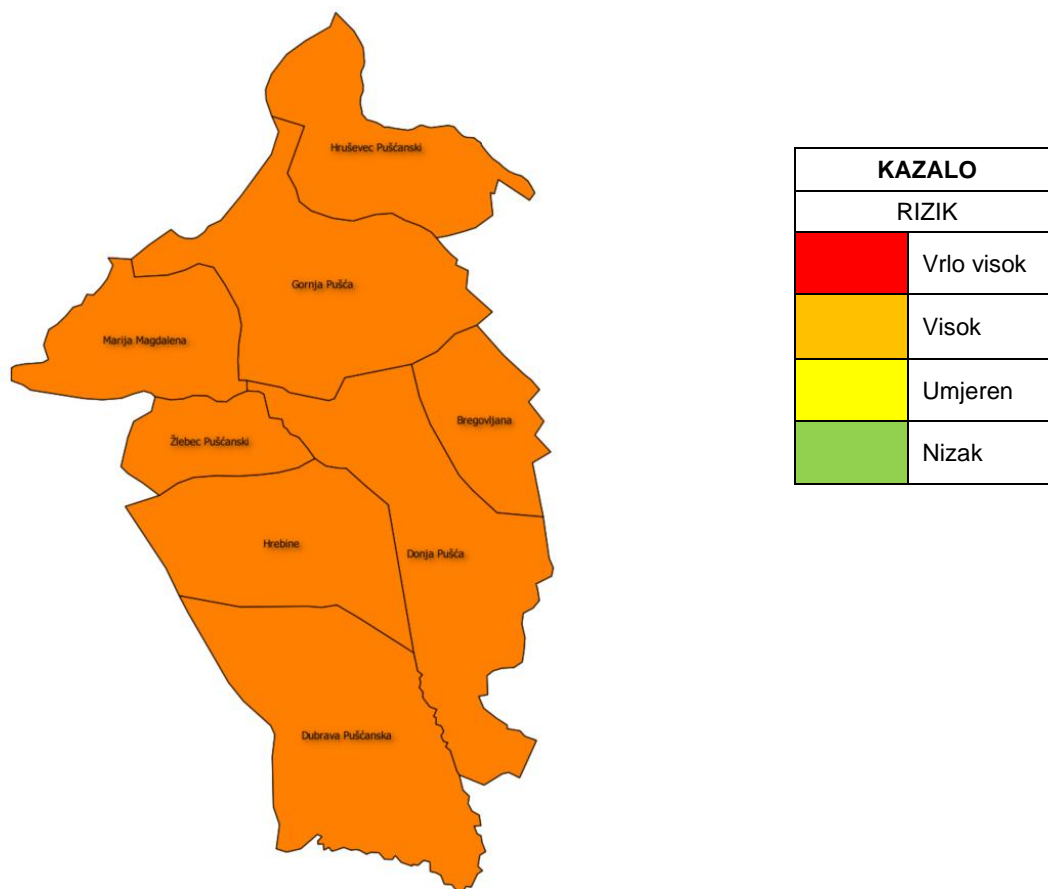 Hruševec Pušćanski
Gornja Pušća
Marija Magdalena
Bregovljana
Žlebec Pušćanski
Hrebine
Donja Pušća
Dubrava Pušćanska
KAZALO
RIZIK
Vrlo visok
Visok
Umjeren
Nizak